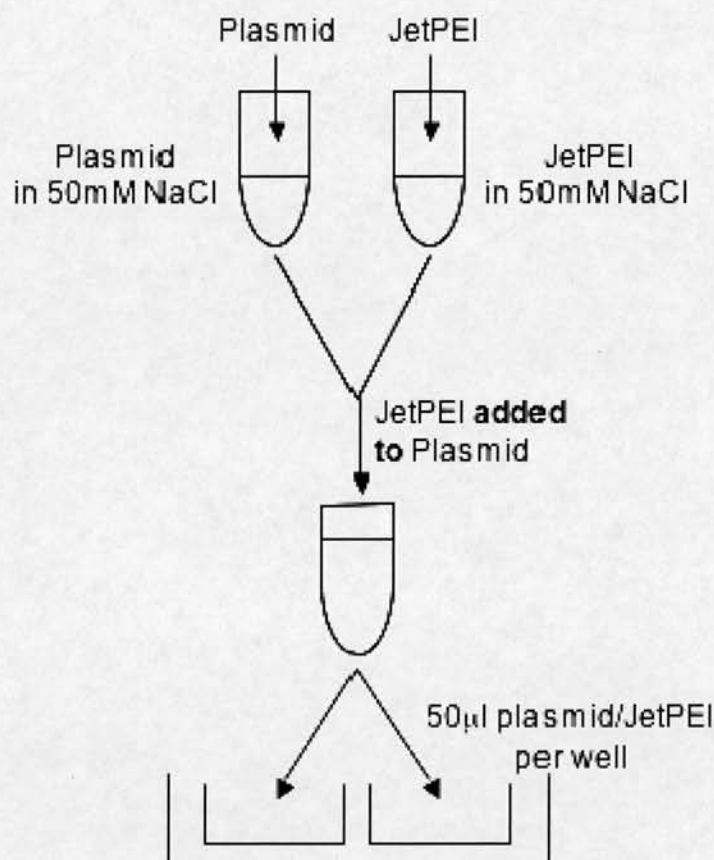 Plasmid
JetPEI
Plasmid
in 50mM NaCl
JetPEI
in 50mM NaCl
JetPEI added
to Plasmid
50µl plasmid/JetPEI
per well